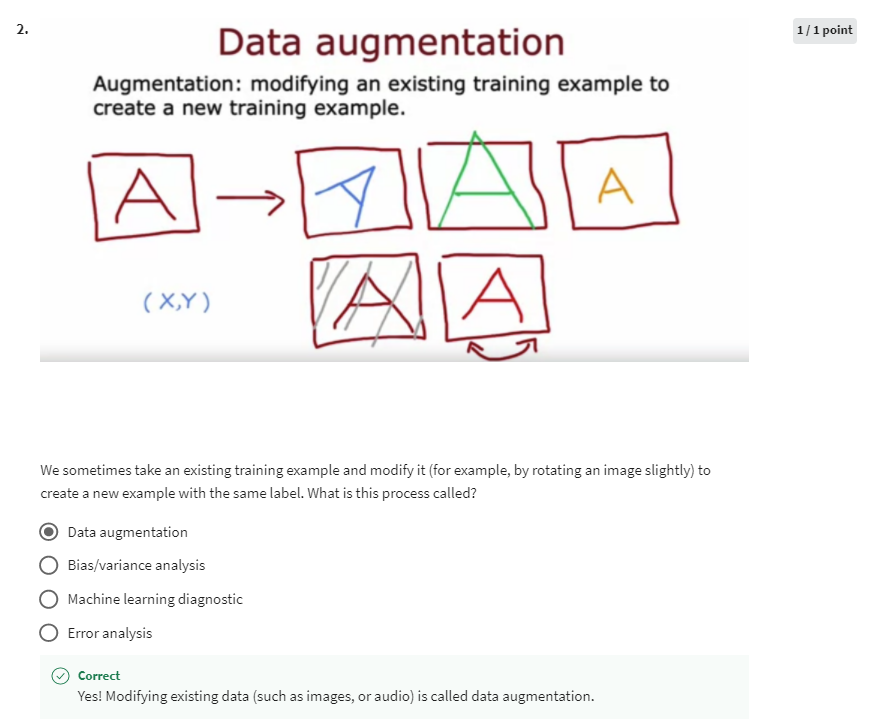 2.
1 / 1 point
Data augmentation
Augmentation: modifying an existing training example to
create a new training example.
A A A A
(X,Y) A A
We sometimes take an existing training example and modify it (for example, by rotating an image slightly) to
create a new example with the same label. What is this process called?
Data augmentation
Bias/variance analysis
Machine learning diagnostic
Error analysis
Correct
Yes! Modifying existing data (such as images, or audio) is called data augmentation.